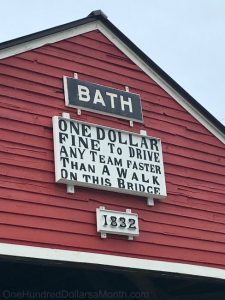 BATH
ONE DOLLAR
FINE TO DRIVE
ANY TEAM FASTER
THAN A WALK
ON THIS BRIDGE
1832
OneHundredDollarsaMonth.com